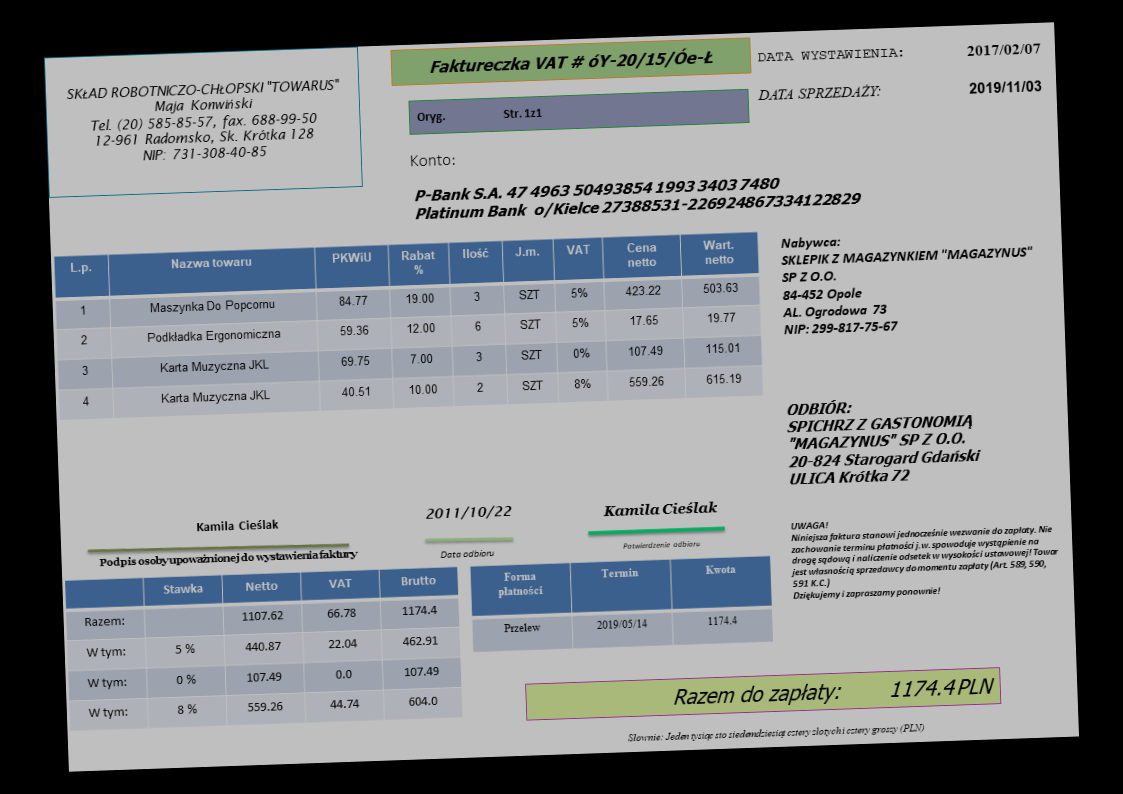 SKŁAD ROBOTNICZO-CHŁOPSKI "TOWARUS"
Maja Konwiński
Tel. (20) 585-85-57, fax. 688-99-50
12-961 Radomsko, Sk. Krótka 128
NIP: 731-308-40-85
Faktureczka VAT # óY-20/15/Óe-Ł
Oryg. Str. 1z1
DATA WYSTAWIENIA: 2017/02/07
DATA SPRZEDAŻY: 2019/11/03
Konto:
P-Bank S.A. 47 4963 50493854 1993 3403 7480
Platinum Bank o/Kielce 27388531-226924867334122829
L.p. Nazwa towaru PKWiU Rabat % Ilość J.m. VAT Cena netto Wart. netto
1 Maszynka Do Popcornu 84.77 19.00 3 SZT 5% 423.22 503.63
2 Podkładka Ergonomiczna 59.36 12.00 6 SZT 5% 17.65 19.77
3 Karta Muzyczna JKL 69.75 7.00 3 SZT 0% 107.49 115.01
4 Karta Muzyczna JKL 40.51 10.00 2 SZT 8% 559.26 615.19
Nabywca:
SKLEPIK Z MAGAZYNKIEM "MAGAZYNUS"
SP Z O.O.
84-452 Opole
AL. Ogrodowa 73
NIP: 299-817-75-67
ODBIÓR:
SPICHRZ Z GASTONOMIĄ
"MAGAZYNUS" SP Z O.O.
20-824 Starogard Gdański
ULICA Krótka 72
Kamila Cieślak
Podpis osoby upoważnionej do wystawienia faktury
2011/10/22
Data odbioru
Kamila Cieślak
Potwierdzenie odbioru
UWAGA!
Niniejsza faktura stanowi jednocześnie wezwanie do zapłaty. Nie
zachowanie terminu płatności j.w. spowoduje wystąpienie na
drogę sądową i naliczenie odsetek w wysokości ustawowej! Towar
jest własnością sprzedawcy do momentu zapłaty (Art. 589, 590,
591 K.C.)
Dziękujemy i zapraszamy ponownie!
Stawka Netto VAT Brutto
Razem: 1107.62 66.78 1174.4
W tym: 5 % 440.87 22.04 462.91
W tym: 0 % 107.49 0.0 107.49
W tym: 8 % 559.26 44.74 604.0
Forma płatności Termin Kwota
Przelew 2019/05/14 1174.4
Razem do zapłaty: 1174.4 PLN
Słownie: Jeden tysiąc sto siedemdziesiąt cztery złotych i cztery groszy (PLN)